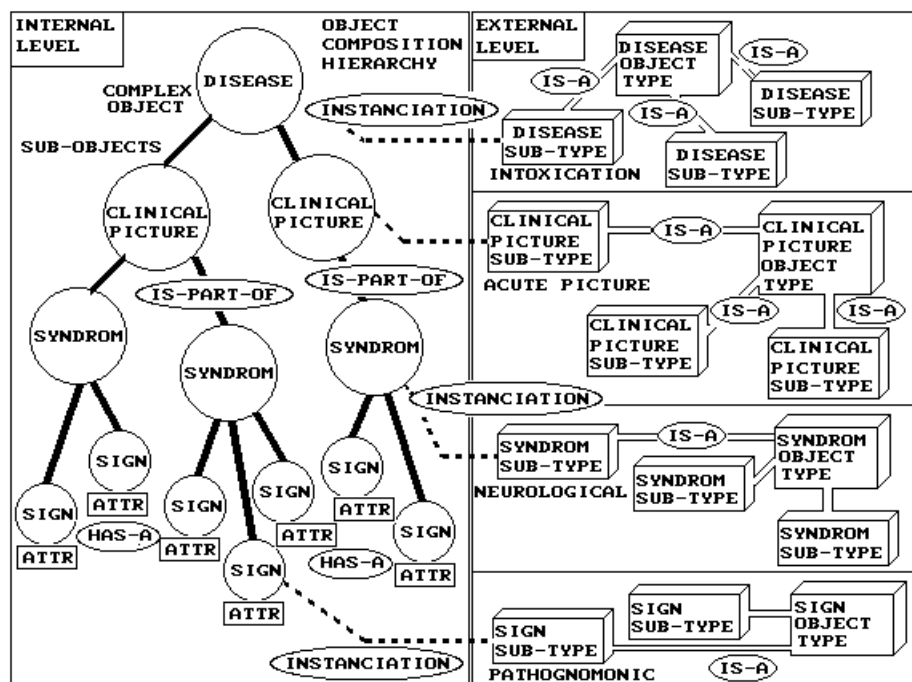 INTERNAL
LEVEL
OBJECT
COMPOSITION
HIERARCHY
DISEASE
COMPLEX
OBJECT
INSTANCIATION
SUB-OBJECTS
CLINICAL
PICTURE
CLINICAL
PICTURE
IS-PART-OF
IS-PART-OF
SYNDROM
SYNDROM
SYNDROM
INSTANCIATION
SIGN
ATTR
SIGN
ATTR
HAS-A
SIGN
ATTR
SIGN
ATTR
SIGN
ATTR
SIGN
ATTR
SIGN
ATTR
HAS-A
INSTANCIATION
EXTERNAL
LEVEL
DISEASE
OBJECT
TYPE
IS-A
IS-A
IS-A
DISEASE
SUB-TYPE
INTOXICATION
DISEASE
SUB-TYPE
DISEASE
SUB-TYPE
CLINICAL
PICTURE
SUB-TYPE
ACUTE PICTURE
IS-A
CLINICAL
PICTURE
OBJECT
TYPE
IS-A
IS-A
CLINICAL
PICTURE
SUB-TYPE
CLINICAL
PICTURE
SUB-TYPE
SYNDROM
SUB-TYPE
NEUROLOGICAL
IS-A
SYNDROM
OBJECT
TYPE
SYNDROM
SUB-TYPE
SYNDROM
SUB-TYPE
SIGN
SUB-TYPE
SIGN
OBJECT
TYPE
SIGN
SUB-TYPE
PATHOGNOMONIC
IS-A